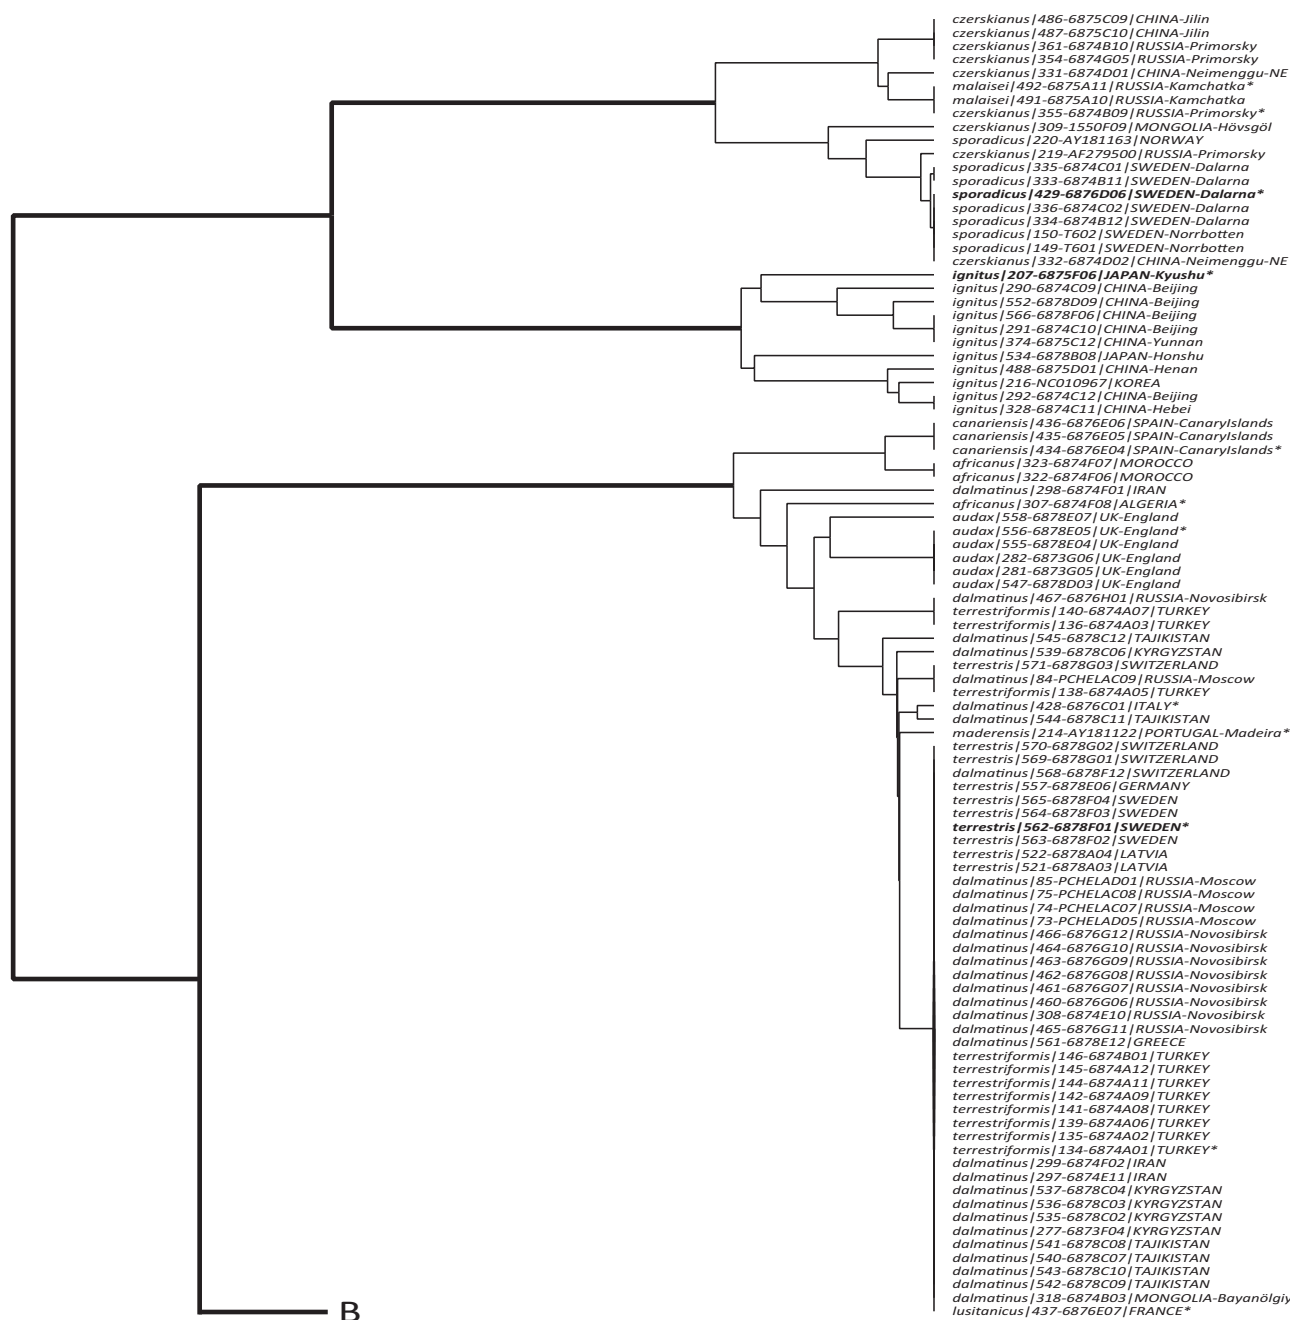 czerskianus|486-6875C09|CHINA-Jilin
czerskianus|487-6875C10|CHINA-Jilin
czerskianus|361-6874B10|RUSSIA-Primorsky
czerskianus|354-6874G05|RUSSIA-Primorsky
czerskianus|331-6874D01|CHINA-Neimenggu-NE
malaisei|492-6875A11|RUSSIA-Kamchatka*
malaisei|491-6875A10|RUSSIA-Kamchatka
czerskianus|355-6874B09|RUSSIA-Primorsky*
czerskianus|309-1550F09|MONGOLIA-Hövsgöl
sporadicus|220-AY181163|NORWAY
czerskianus|219-AF279500|RUSSIA-Primorsky
sporadicus|335-6874C01|SWEDEN-Dalarna
sporadicus|333-6874B11|SWEDEN-Dalarna
sporadicus|429-6876D06|SWEDEN-Dalarna*
sporadicus|336-6874C02|SWEDEN-Dalarna
sporadicus|334-6874B12|SWEDEN-Dalarna
sporadicus|150-T602|SWEDEN-Norrbotten
sporadicus|149-T601|SWEDEN-Norrbotten
czerskianus|332-6874D02|CHINA-Neimenggu-NE
ignitus|207-6875F06|JAPAN-Kyushu*
ignitus|290-6874C09|CHINA-Beijing
ignitus|552-6878D09|CHINA-Beijing
ignitus|566-6878F06|CHINA-Beijing
ignitus|291-6874C10|CHINA-Beijing
ignitus|374-6875C12|CHINA-Yunnan
ignitus|534-6878B08|JAPAN-Honshu
ignitus|488-6875D01|CHINA-Henan
ignitus|216-NC010967|KOREA
ignitus|292-6874C12|CHINA-Beijing
ignitus|328-6874C11|CHINA-Hebei
canariensis|436-6876E06|SPAIN-CanaryIslands
canariensis|435-6876E05|SPAIN-CanaryIslands
canariensis|434-6876E04|SPAIN-CanaryIslands*
africanus|323-6874F07|MOROCCO
africanus|322-6874F06|MOROCCO
dalmatinus|298-6874F01|IRAN
africanus|307-6874F08|ALGERIA*
audax|558-6878E07|UK-England
audax|556-6878E05|UK-England*
audax|555-6878E04|UK-England
audax|282-6873G06|UK-England
audax|281-6873G05|UK-England
audax|547-6878D03|UK-England
dalmatinus|467-6876H01|RUSSIA-Novosibirsk
terrestriformis|140-6874A07|TURKEY
terrestriformis|136-6874A03|TURKEY
dalmatinus|545-6878C12|TAJIKISTAN
dalmatinus|539-6878C06|KYRGYZSTAN
terrestris|571-6878G03|SWITZERLAND
dalmatinus|84-PCHELAC09|RUSSIA-Moscow
terrestriformis|138-6874A05|TURKEY
dalmatinus|428-6876C01|ITALY*
dalmatinus|544-6878C11|TAJIKISTAN
maderensis|214-AY181122|PORTUGAL-Madeira*
terrestris|570-6878G02|SWITZERLAND
terrestris|569-6878G01|SWITZERLAND
dalmatinus|568-6878F12|SWITZERLAND
terrestris|557-6878E06|GERMANY
terrestris|565-6878F04|SWEDEN
terrestris|564-6878F03|SWEDEN
terrestris|562-6878F01|SWEDEN*
terrestris|563-6878F02|SWEDEN
terrestris|522-6878A04|LATVIA
terrestris|521-6878A03|LATVIA
dalmatinus|85-PCHELAD01|RUSSIA-Moscow
dalmatinus|75-PCHELAC08|RUSSIA-Moscow
dalmatinus|74-PCHELAC07|RUSSIA-Moscow
dalmatinus|73-PCHELAD05|RUSSIA-Moscow
dalmatinus|466-6876G12|RUSSIA-Novosibirsk
dalmatinus|464-6876G10|RUSSIA-Novosibirsk
dalmatinus|463-6876G09|RUSSIA-Novosibirsk
dalmatinus|462-6876G08|RUSSIA-Novosibirsk
dalmatinus|461-6876G07|RUSSIA-Novosibirsk
dalmatinus|460-6876G06|RUSSIA-Novosibirsk
dalmatinus|308-6874E10|RUSSIA-Novosibirsk
dalmatinus|465-6876G11|RUSSIA-Novosibirsk
dalmatinus|561-6878E12|GREECE
terrestriformis|146-6874B01|TURKEY
terrestriformis|145-6874A12|TURKEY
terrestriformis|144-6874A11|TURKEY
terrestriformis|142-6874A09|TURKEY
terrestriformis|141-6874A08|TURKEY
terrestriformis|139-6874A06|TURKEY
terrestriformis|135-6874A02|TURKEY
terrestriformis|134-6874A01|TURKEY*
dalmatinus|299-6874F02|IRAN
dalmatinus|297-6874E11|IRAN
dalmatinus|537-6878C04|KYRGYZSTAN
dalmatinus|536-6878C03|KYRGYZSTAN
dalmatinus|535-6878C02|KYRGYZSTAN
dalmatinus|277-6873F04|KYRGYZSTAN
dalmatinus|541-6878C08|TAJIKISTAN
dalmatinus|540-6878C07|TAJIKISTAN
dalmatinus|543-6878C10|TAJIKISTAN
dalmatinus|542-6878C09|TAJIKISTAN
dalmatinus|318-6874B03|MONGOLIA-Bayanölgiy
lusitanicus|437-6876E07|FRANCE*
B